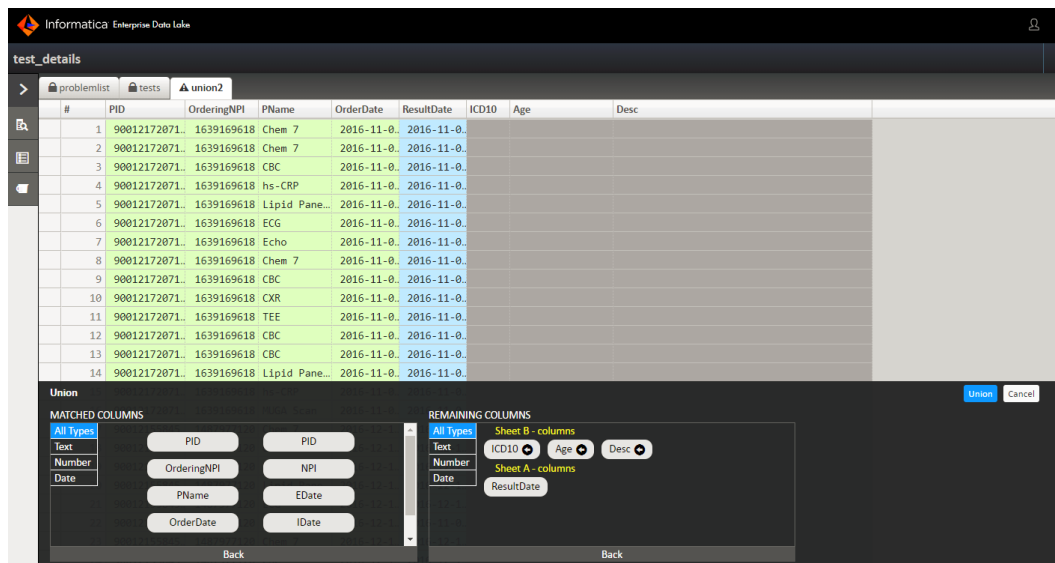 Informatica Enterprise Data Lake
test_details
problemlist tests union2
# PID OrderingNPI PName OrderDate ResultDate ICD10 Age Desc
1 90012172071.. 1639169618 Chem 7 2016-11-0.. 2016-11-0..
2 90012172071.. 1639169618 Chem 7 2016-11-0.. 2016-11-0..
3 90012172071.. 1639169618 CBC 2016-11-0.. 2016-11-0..
4 90012172071.. 1639169618 hs-CRP 2016-11-0.. 2016-11-0..
5 90012172071.. 1639169618 Lipid Pane... 2016-11-0.. 2016-11-0..
6 90012172071.. 1639169618 ECG 2016-11-0.. 2016-11-0..
7 90012172071.. 1639169618 Echo 2016-11-0.. 2016-11-0..
8 90012172071.. 1639169618 Chem 7 2016-11-0.. 2016-11-0..
9 90012172071.. 1639169618 CBC 2016-11-0.. 2016-11-0..
10 90012172071.. 1639169618 CXR 2016-11-0.. 2016-11-0..
11 90012172071.. 1639169618 TEE 2016-11-0.. 2016-11-0..
12 90012172071.. 1639169618 CBC 2016-11-0.. 2016-11-0..
13 90012172071.. 1639169618 CBC 2016-11-0.. 2016-11-0..
14 90012172071.. 1639169618 Lipid Pane... 2016-11-0.. 2016-11-0..
Union Union Cancel
MATCHED COLUMNS REMAINING COLUMNS
All Types All Types Sheet B - columns
Text PID PID Text ICD10 Age Desc
Number OrderingNPI NPI Number Sheet A - columns
Date Date
PName EDate ResultDate
OrderDate IDate
Back Back